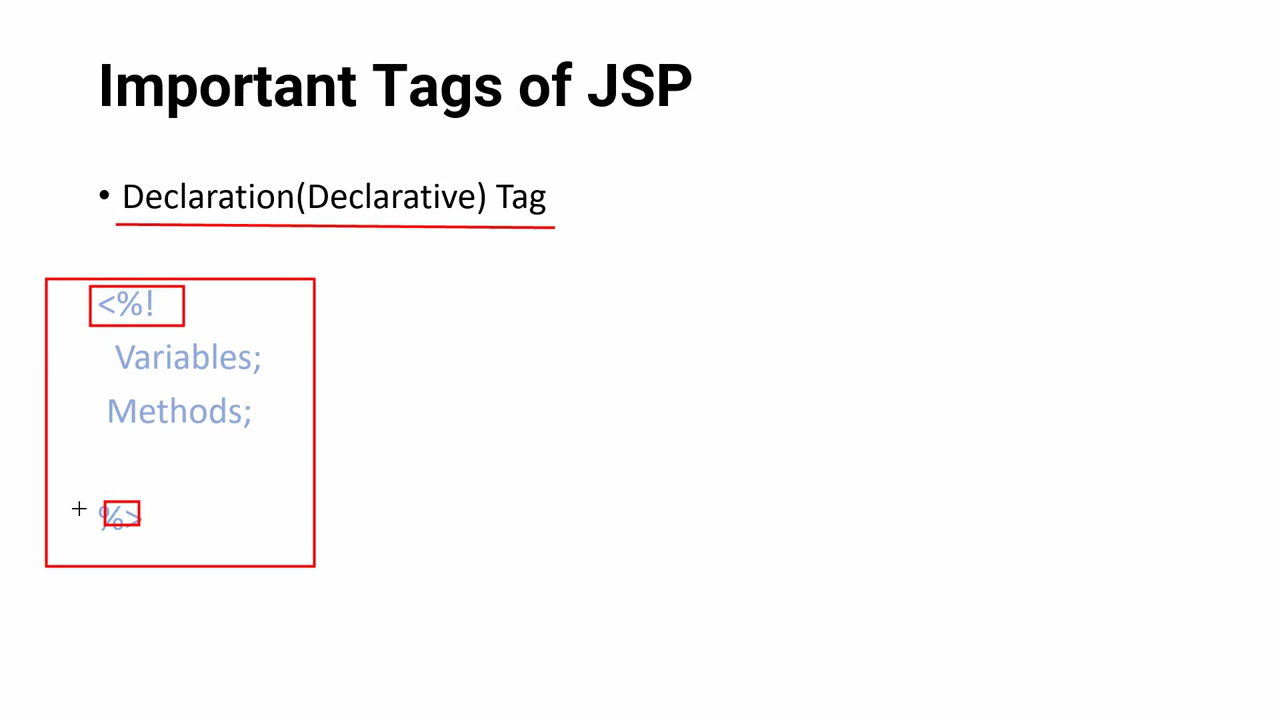 Important Tags of JSP
• Declaration(Declarative) Tag
<%!
Variables;
Methods;
%>